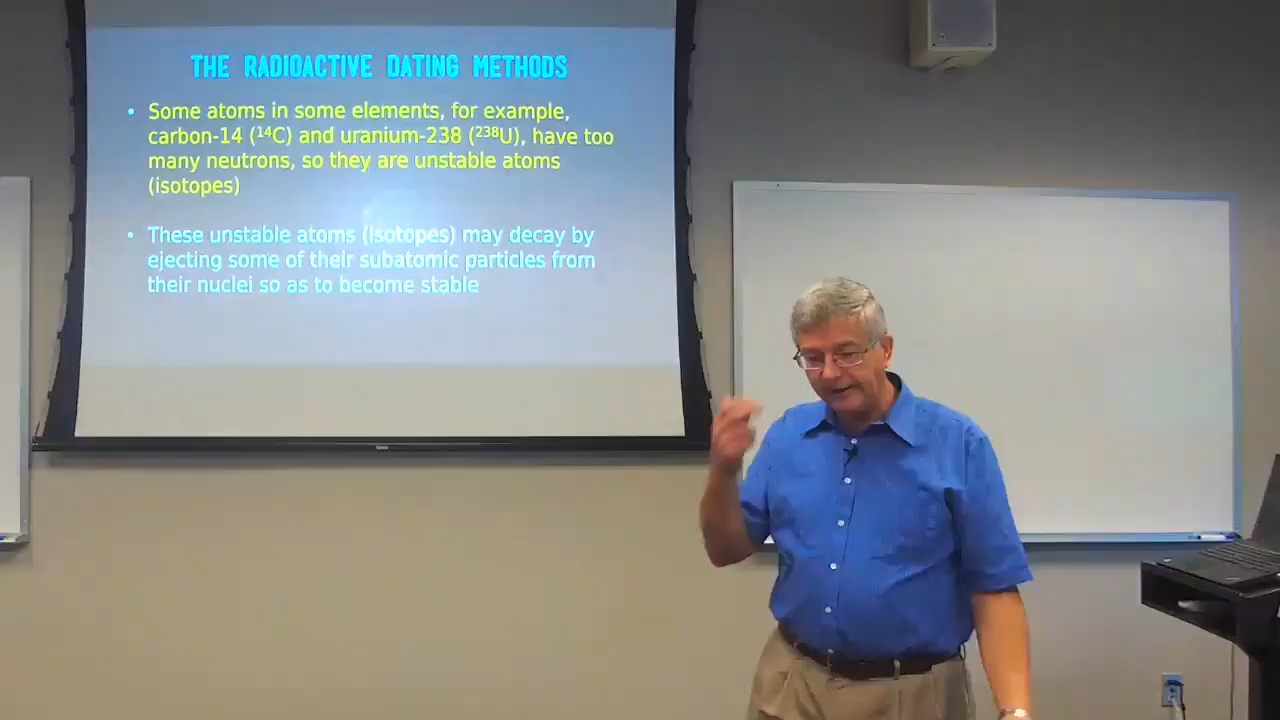 THE RADIOACTIVE DATING METHODS
• Some atoms in some elements, for example,
carbon-14 (¹⁴C) and uranium-238 (²³⁸U), have too
many neutrons, so they are unstable atoms
(isotopes)
• These unstable atoms (isotopes) may decay by
ejecting some of their subatomic particles from
their nuclei so as to become stable